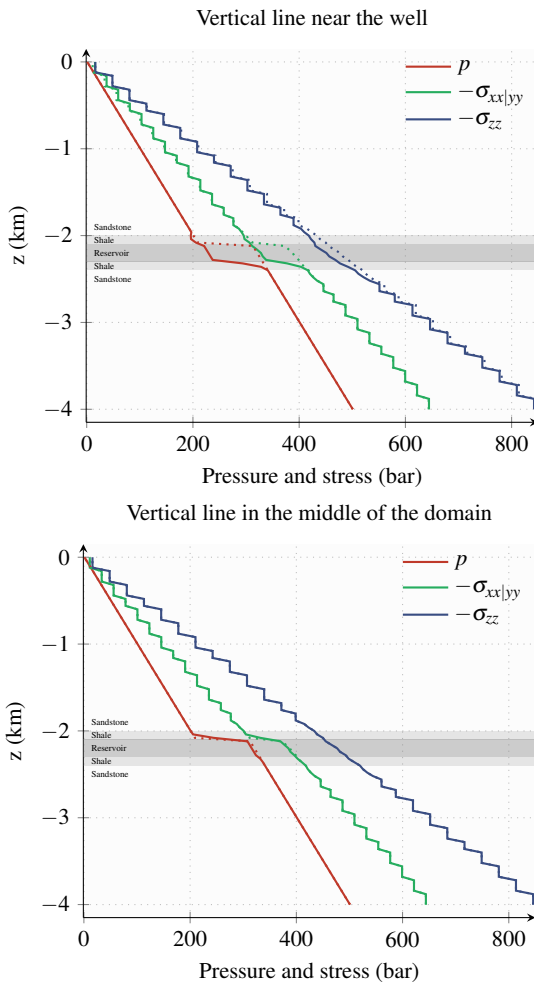 Vertical line near the well
0
p
−σxx|yy
−σzz
−1
z (km)
Sandstone
−2
Shale
Reservoir
Shale
Sandstone
−3
−4
0 200 400 600 800
Pressure and stress (bar)
Vertical line in the middle of the domain
0
p
−σxx|yy
−σzz
−1
z (km)
Sandstone
−2
Shale
Reservoir
Shale
Sandstone
−3
−4
0 200 400 600 800
Pressure and stress (bar)